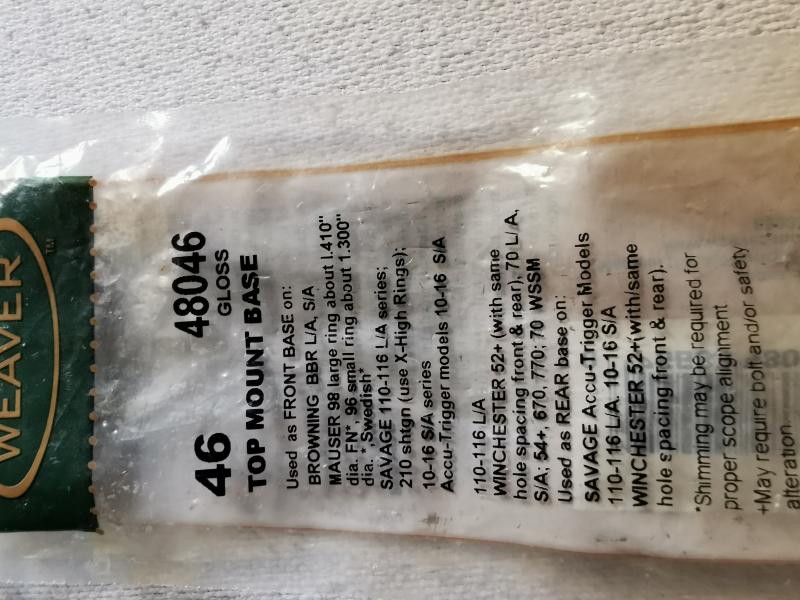 WEAVER
TM
46 48046
GLOSS
TOP MOUNT BASE
Used as FRONT BASE on:
BROWNING BBR L/A, S/A
MAUSER 98 large ring about 1.410"
dia. FN*, 96 small ring about 1.300"
dia. *,Swedish*
SAVAGE 110-116 L/A series;
210 shtgn (use X-High Rings);
10-16 S/A series
Accu-Trigger models 10-16 S/A
110-116 L/A
WINCHESTER 52+ (with same
hole spacing front & rear), 70 L/A,
S/A; 54+, 670, 770; 70 WSSM
Used as REAR base on:
SAVAGE Accu-Trigger Models
110-116 L/A. 10-16 S/A
WINCHESTER 52+(with/same
hole spacing front & rear).
*Shimming may be required for
proper scope alignment
+May require bolt and/or safety
alteration.